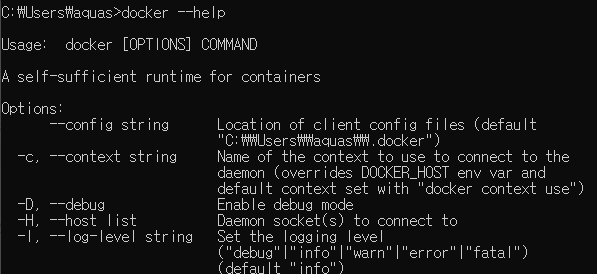 C:₩Users₩aquas>docker --help
Usage:  docker [OPTIONS] COMMAND
A self-sufficient runtime for containers
Options:
      --config string      Location of client config files (default
                           "C:₩₩Users₩₩aquas₩₩.docker")
  -c, --context string     Name of the context to use to connect to the
                           daemon (overrides DOCKER_HOST env var and
                           default context set with "docker context use")
  -D, --debug              Enable debug mode
  -H, --host list          Daemon socket(s) to connect to
  -l, --log-level string   Set the logging level
                           ("debug"|"info"|"warn"|"error"|"fatal")
                           (default "info")